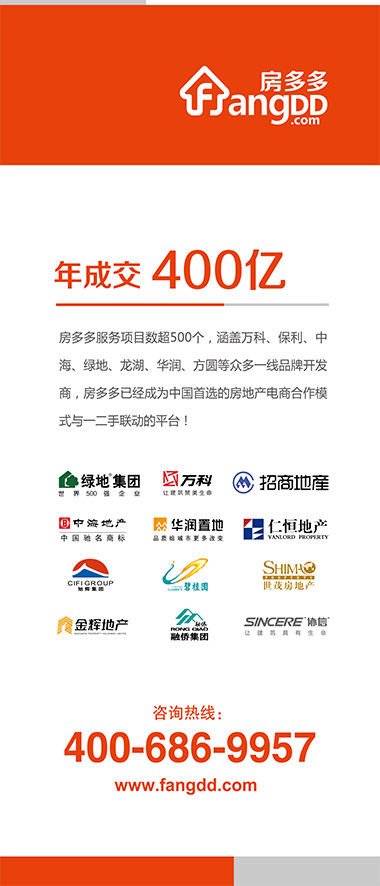 房多多
fangDD
.com
年成交 400亿
房多多服务项目数超500个，涵盖万科、保利、中
海、绿地、龙湖、华润、方圆等众多一线品牌开发
商，房多多已经成为中国首选的房地产电商合作模
式与一二手联动的平台！
绿地集团 万科 招商地産
世界500强企业 让建筑赞美生命
中海地产 华润置地 仁恒地产
中国驰名商标 品质给城市更多改变 YANLORD PROPERTY
CIFI GROUP 碧桂园 SHIMAO
旭辉集团 PROPERTY
世茂房地产
金辉地产 融侨 SINCERE 协信
RONG QIAO 让建筑具有生命
融侨集团
咨询热线：
400-686-9957
www.fangdd.com